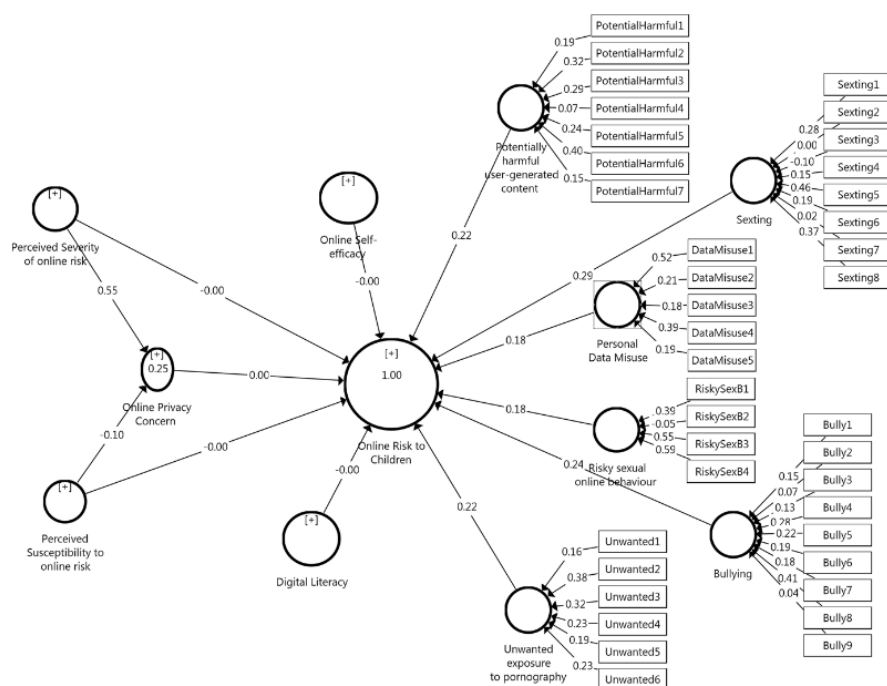 PotentialHarmful1
0.19
PotentialHarmful2
0.32
PotentialHarmful3
0.29
PotentialHarmful4
0.07
PotentialHarmful5
0.24
PotentialHarmful6
0.40
PotentialHarmful7
0.15
Potentially
harmful
user-generated
content
0.22
Sexting1
0.28
Sexting2
0.00
Sexting3
-0.10
Sexting4
0.15
Sexting5
0.46
Sexting6
0.19
Sexting7
0.02
Sexting8
0.37
Sexting
0.29
[+]
Perceived Severity
of online risk
0.55
-0.00
[+]
Online Self-
efficacy
-0.00
DataMisuse1
0.52
DataMisuse2
0.21
DataMisuse3
0.18
DataMisuse4
0.39
DataMisuse5
0.19
Personal
Data Misuse
0.18
[+]
0.25
Online Privacy
Concern
0.00
[+]
1.00
Online Risk to
Children
RiskySexB1
0.39
RiskySexB2
-0.05
RiskySexB3
0.55
RiskySexB4
0.59
Risky sexual
online behaviour
0.18
-0.10
-0.00
[+]
Perceived
Susceptibility to
online risk
-0.00
[+]
Digital Literacy
Bully1
0.15
Bully2
0.07
Bully3
0.13
Bully4
0.28
Bully5
0.22
Bully6
0.19
Bully7
0.18
Bully8
0.41
Bully9
0.04
Bullying
0.24
0.22
Unwanted1
0.16
Unwanted2
0.38
Unwanted3
0.32
Unwanted4
0.23
Unwanted5
0.19
Unwanted6
0.23
Unwanted
exposure
to pornography